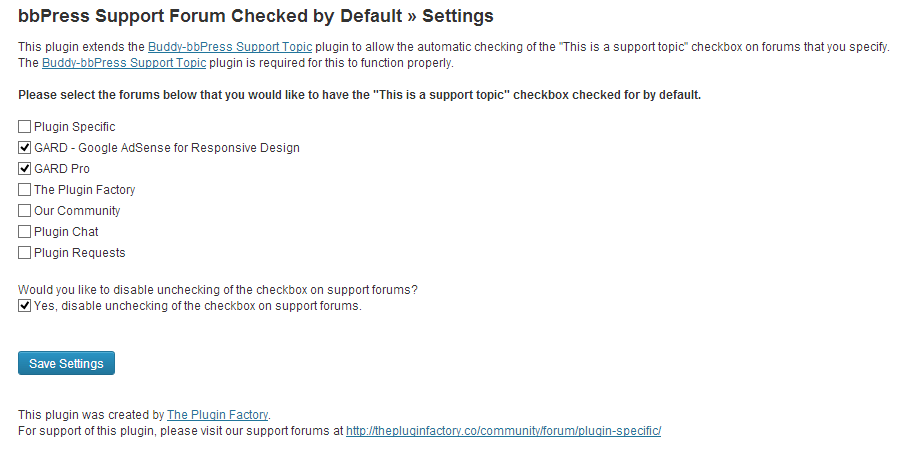 bbPress Support Forum Checked by Default » Settings
This plugin extends the Buddy-bbPress Support Topic plugin to allow the automatic checking of the "This is a support topic" checkbox on forums that you specify.
The Buddy-bbPress Support Topic plugin is required for this to function properly.
Please select the forums below that you would like to have the "This is a support topic" checkbox checked for by default.
Plugin Specific
GARD - Google AdSense for Responsive Design
GARD Pro
The Plugin Factory
Our Community
Plugin Chat
Plugin Requests
Would you like to disable unchecking of the checkbox on support forums?
Yes, disable unchecking of the checkbox on support forums.
Save Settings
This plugin was created by The Plugin Factory.
For support of this plugin, please visit our support forums at http://thepluginfactory.co/community/forum/plugin-specific/